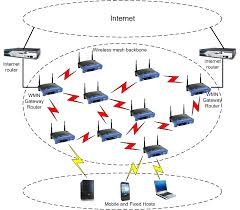 Internet
Wireless mesh backbone
Internet
router
Internet
router
WMN
Gateway
Router
WMN
Gateway
Router
Mobile and Fixed Hosts